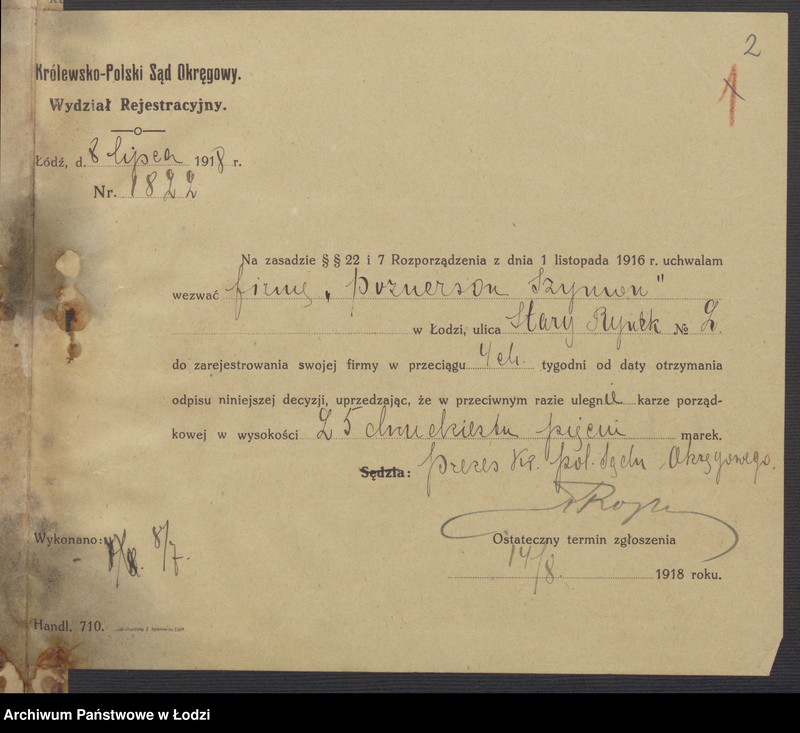 2
1
Królewsko-Polski Sąd Okręgowy.
Wydział Rejestracyjny.
Łódź, d. 8 lipca 1918 r.
Nr. 1822
Na zasadzie § § 22 i 7 Rozporządzenia z dnia 1 listopada 1916 r. uchwalam
wezwać firmę „Poznerson Szymon"
w Łodzi, ulica Stary Rynek № 2.
do zarejestrowania swojej firmy w przeciągu 4ch. tygodni od daty otrzymania
odpisu niniejszej decyzji, uprzedzając, że w przeciwnym razie ulegnie karze porząd-
kowej w wysokości 25 dwudziestu pięciu marek.
Sędzia: Prezes Kr. Pol. Sądu Okręgowego.
Wykonano: 8/7.
Ostateczny termin zgłoszenia
14/8. 1918 roku.
Handl. 710.
Archiwum Państwowe w Łodzi